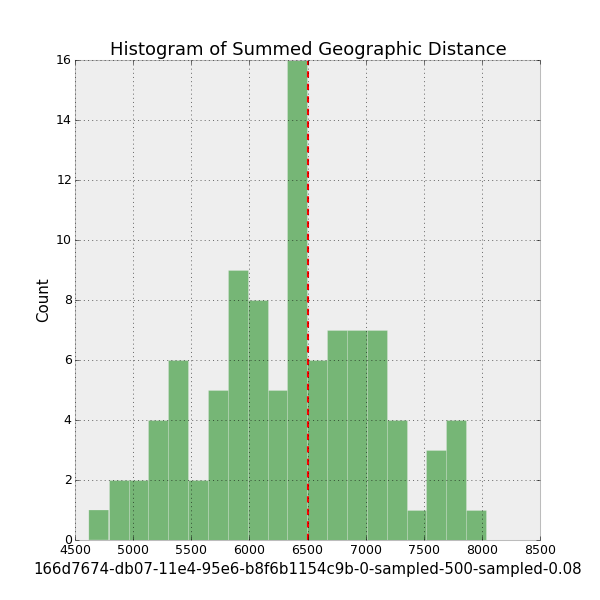 Histogram of Summed Geographic Distance
16
14
12
10
8
6
4
2
0
Count
4500 5000 5500 6000 6500 7000 7500 8000 8500
166d7674-db07-11e4-95e6-b8f6b1154c9b-0-sampled-500-sampled-0.08